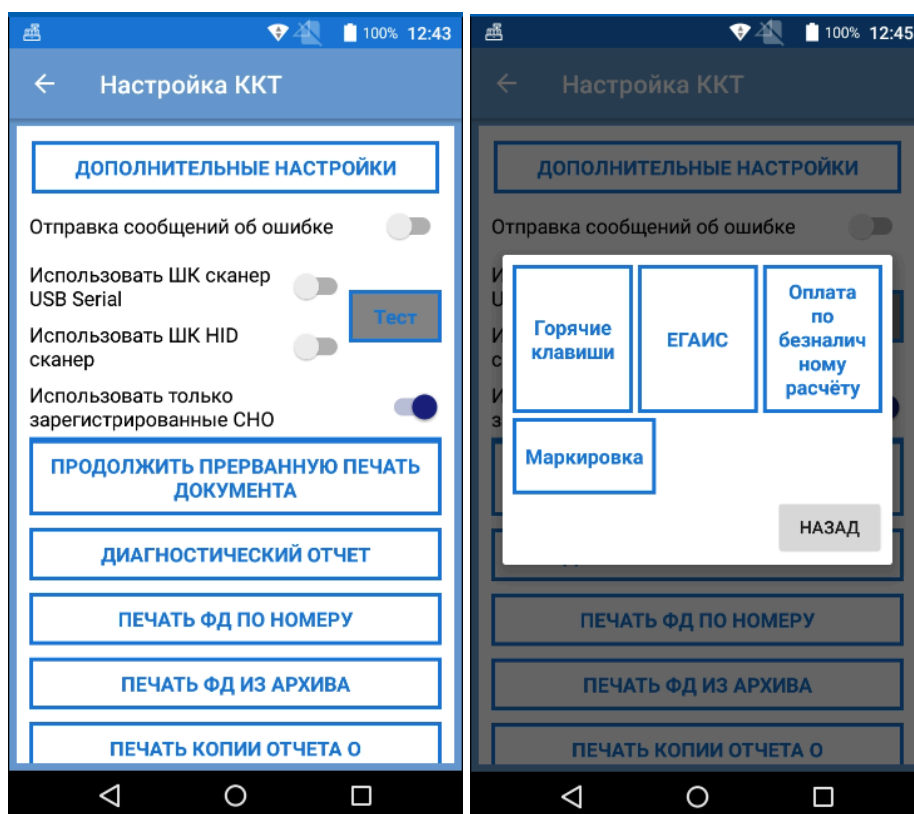 100% 12:43
Настройка ККТ
ДОПОЛНИТЕЛЬНЫЕ НАСТРОЙКИ
Отправка сообщений об ошибке
Использовать ШК сканер
USB Serial
Тест
Использовать ШК HID
сканер
Использовать только
зарегистрированные СНО
ПРОДОЛЖИТЬ ПРЕРВАННУЮ ПЕЧАТЬ
ДОКУМЕНТА
ДИАГНОСТИЧЕСКИЙ ОТЧЕТ
ПЕЧАТЬ ФД ПО НОМЕРУ
ПЕЧАТЬ ФД ИЗ АРХИВА
ПЕЧАТЬ КОПИИ ОТЧЕТА О
100% 12:45
Настройка ККТ
ДОПОЛНИТЕЛЬНЫЕ НАСТРОЙКИ
Отправка сообщений об ошибке
Горячие
клавиши
ЕГАИС
Оплата
по
безналич
ному
расчёту
Маркировка
НАЗАД
ПЕЧАТЬ ФД ПО НОМЕРУ
ПЕЧАТЬ ФД ИЗ АРХИВА
ПЕЧАТЬ КОПИИ ОТЧЕТА О